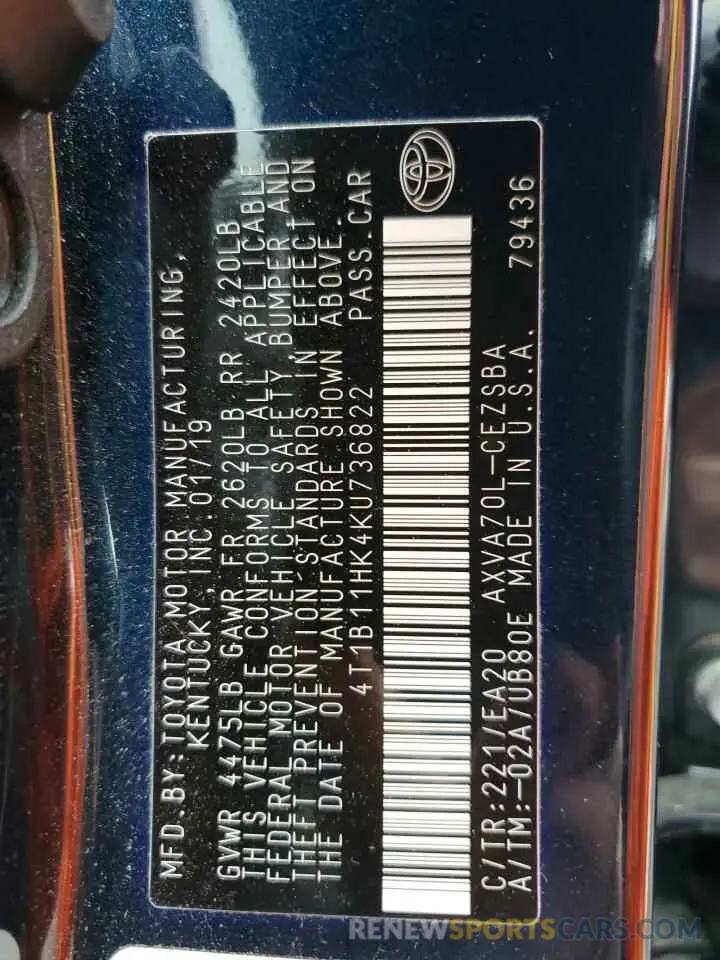 MFD.BY:TOYOTA MOTOR MANUFACTURING,
KENTUCKY, INC. 01/19
GVWR 4475LB GAWR FR 2620LB RR 2420LB
THIS VEHICLE CONFORMS TO ALL APPLICABLE
FEDERAL MOTOR VEHICLE SAFETY, BUMPER AND
THEFT PREVENTION STANDARDS IN EFFECT ON
THE DATE OF MANUFACTURE SHOWN ABOVE
4T1B11HK4KU736822 PASS.CAR
C/TR:221/EA20 AXVA70L-CEZSBA
A/TM:-02A/UB80E MADE IN U.S.A. 79436
RENEWSPORTSCARS.COM